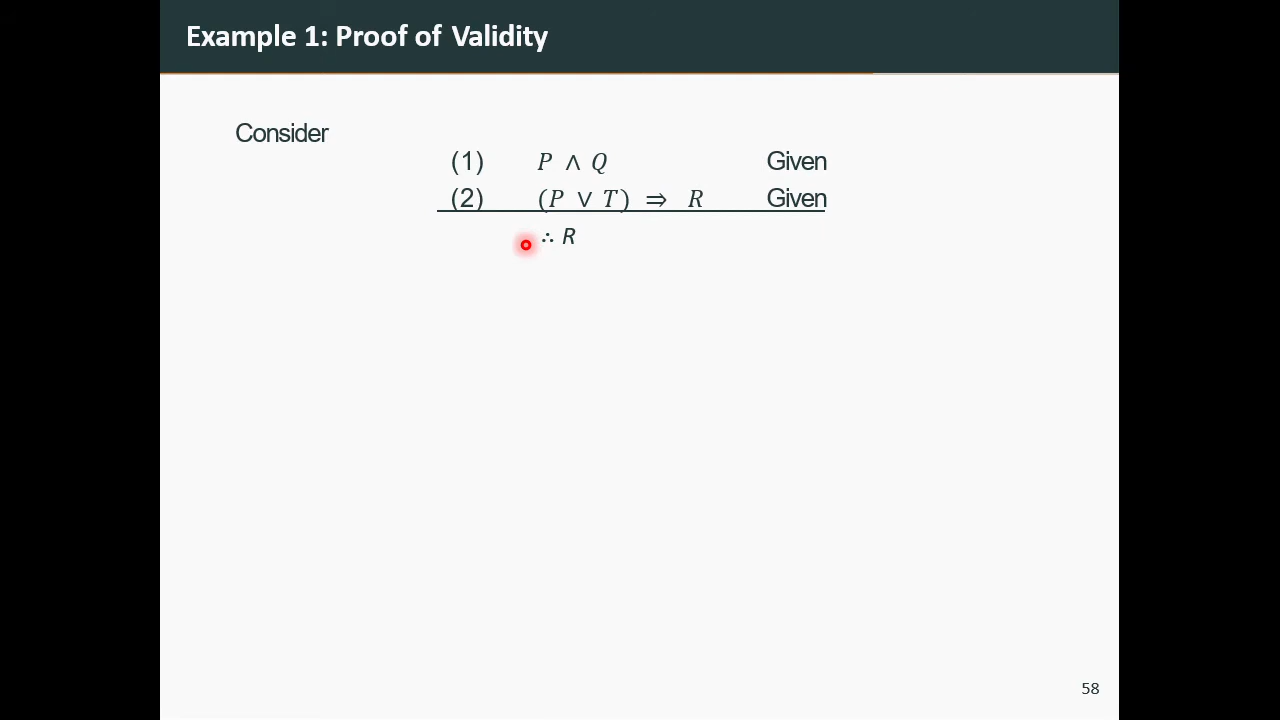 Example 1: Proof of Validity
Consider
(1) P ∧ Q Given
(2) (P ∨ T) ⇒ R Given
∴ R
58